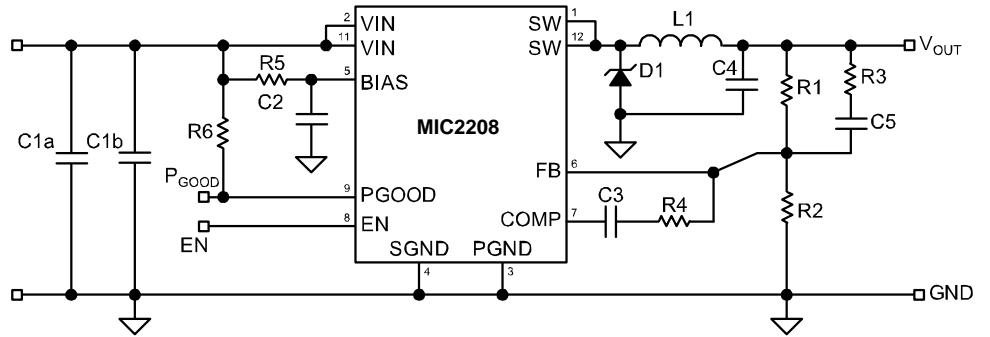 2 VIN SW 1
11 VIN SW 12 L1 VOUT
R5 5 BIAS D1 C4 R1 R3
C2
R6 MIC2208 C5
C1a C1b
PGOOD FB 6
9 PGOOD C3 R4 R2
8 EN COMP 7
EN
SGND PGND
4 3
GND